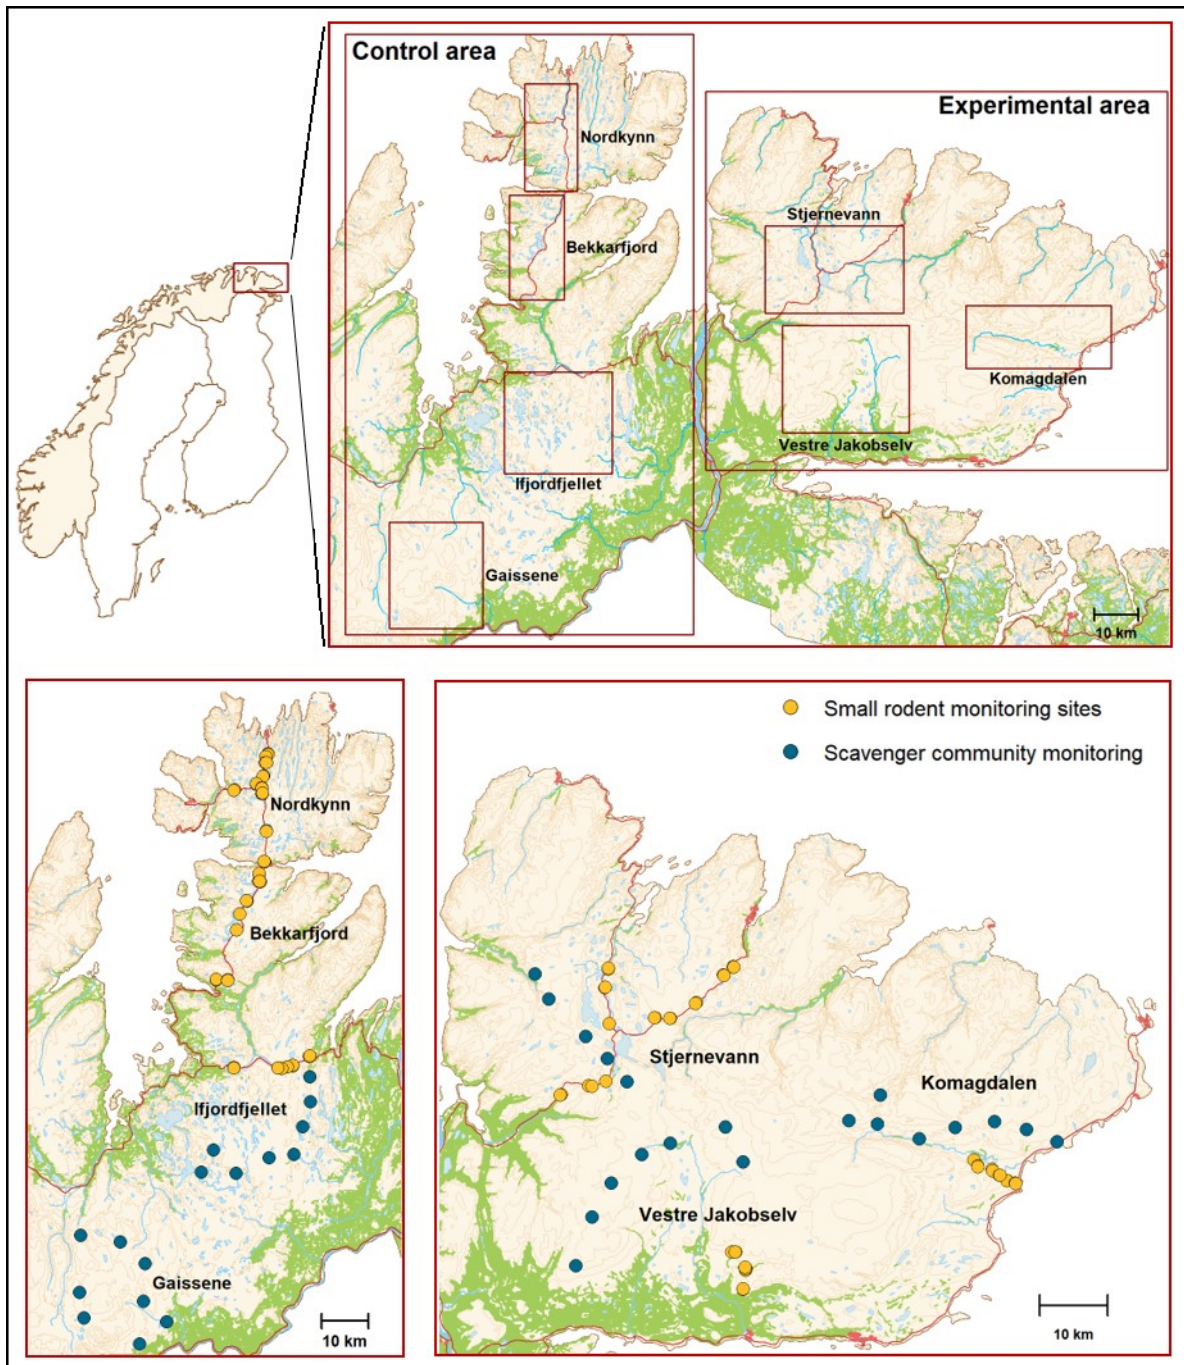 Control area
Experimental area
Nordkynn
Stjernevann
Bekkarfjord
Komagdalen
Vestre Jakobselv
Ifjordfjellet
Gaissene
10 km
Small rodent monitoring sites
Scavenger community monitoring
Nordkynn
Bekkarfjord
Stjernevann
Komagdalen
Ifjordfjellet
Vestre Jakobselv
Gaissene
10 km
10 km